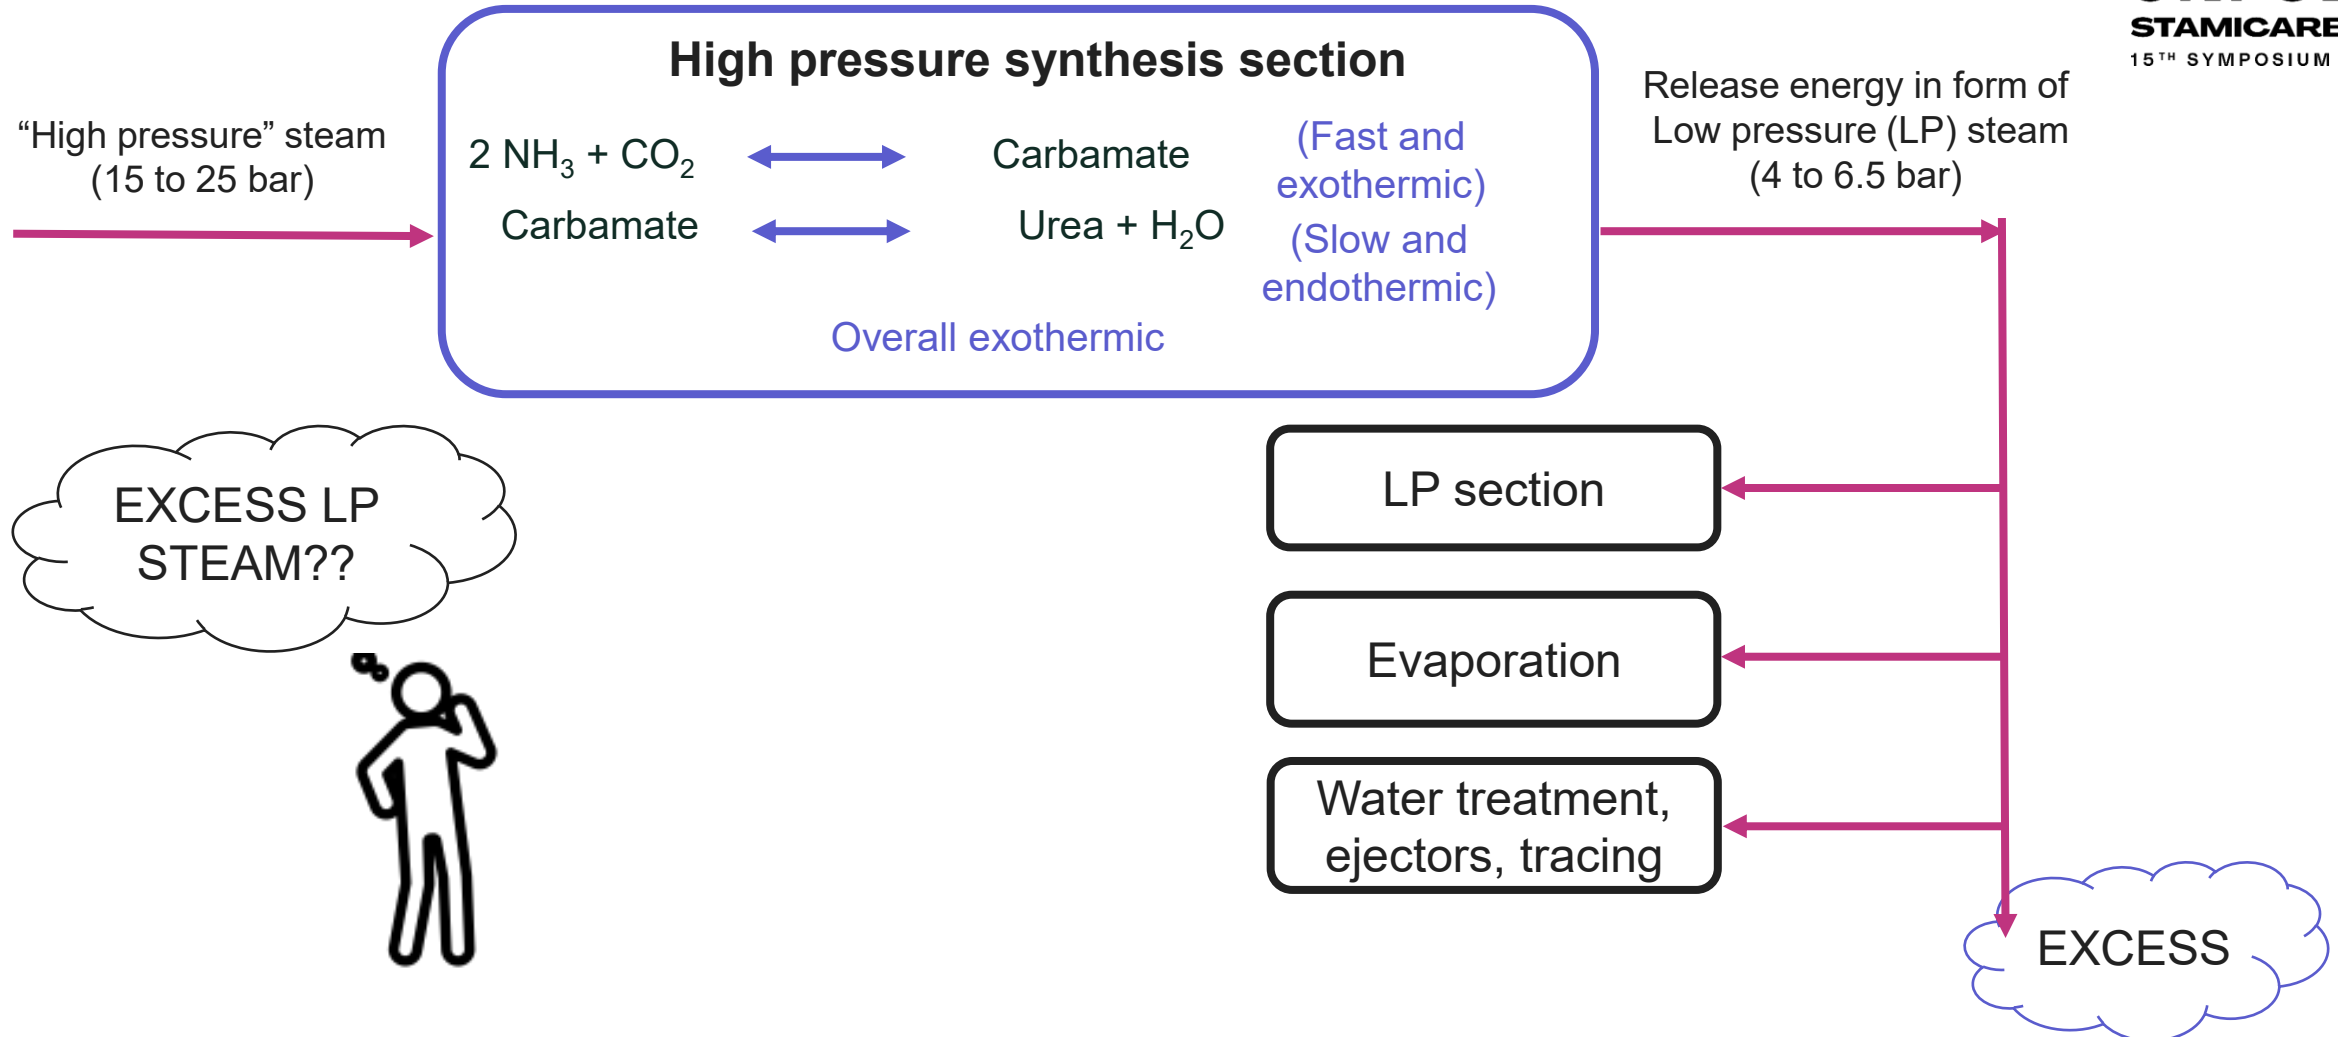 STAMICARE
15TH SYMPOSIUM
High pressure synthesis section
“High pressure” steam
(15 to 25 bar)
2 NH3 + CO2
Carbamate
(Fast and
exothermic)
Carbamate
Urea + H2O
(Slow and
endothermic)
Overall exothermic
Release energy in form of
Low pressure (LP) steam
(4 to 6.5 bar)
EXCESS LP
STEAM??
LP section
Evaporation
Water treatment,
ejectors, tracing
EXCESS